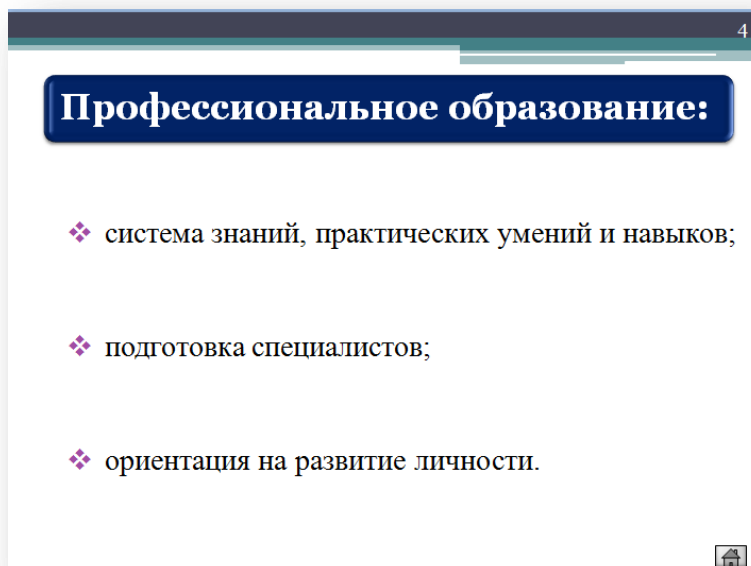 4
Профессиональное образование:
система знаний, практических умений и навыков;
подготовка специалистов;
ориентация на развитие личности.